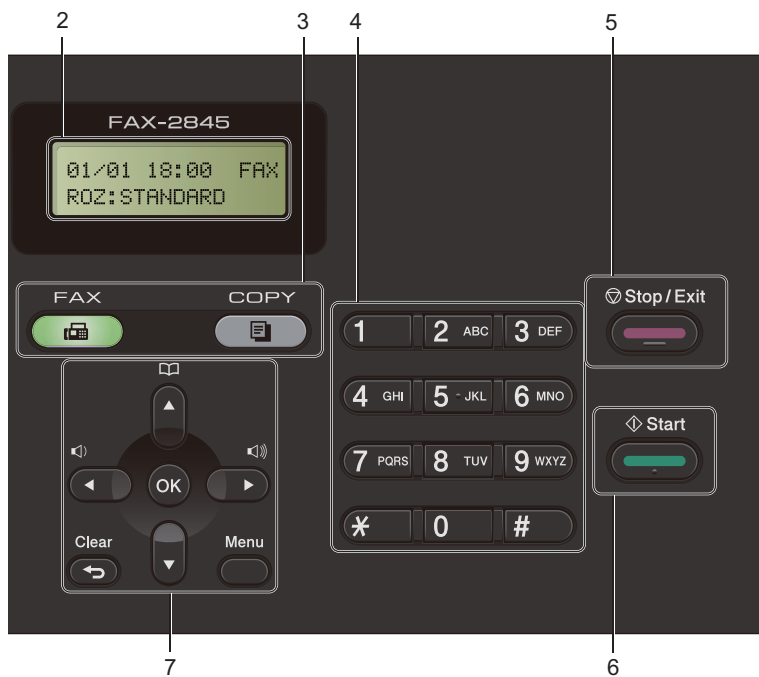 2 3 4 5
FAX-2845
01/01 18:00 FAX
ROZ:STANDARD
FAX COPY
Stop/Exit
1 2 ABC 3 DEF
4 GHI 5 JKL 6 MNO
Start
7 PQRS 8 TUV 9 WXYZ
OK
* 0 #
Clear Menu
7 6